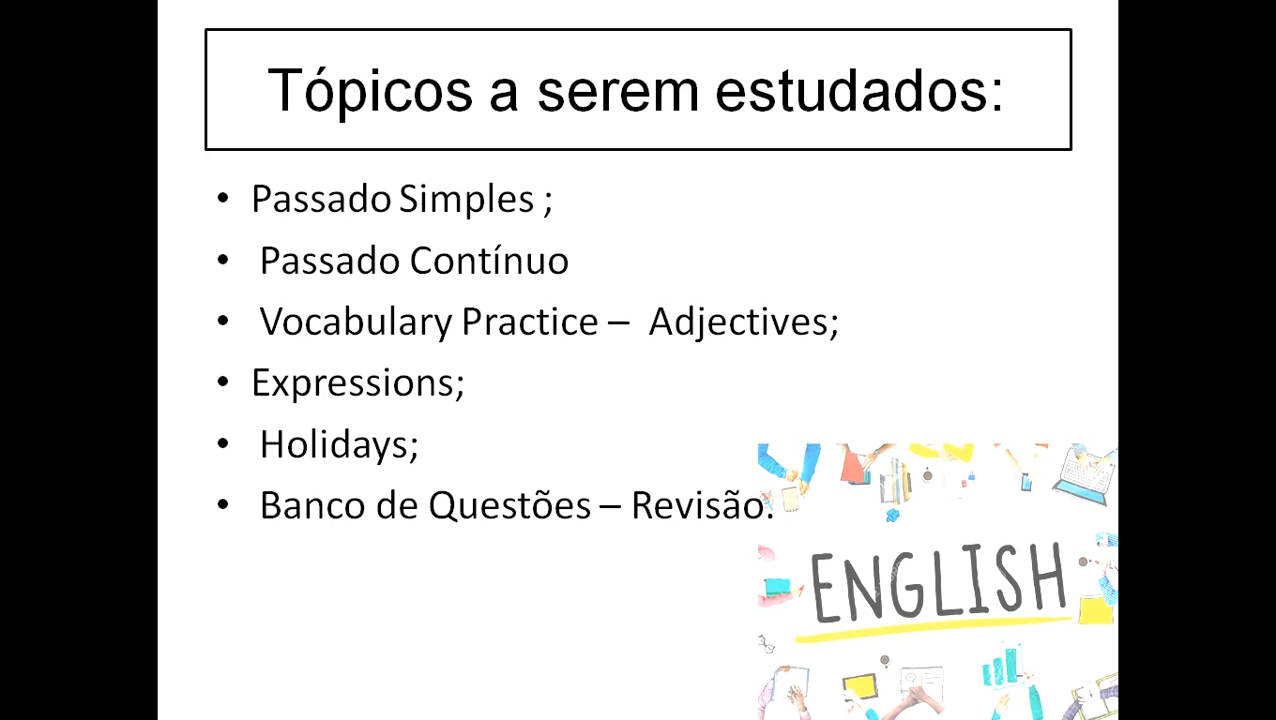 Tópicos a serem estudados:
• Passado Simples ;
• Passado Contínuo
• Vocabulary Practice – Adjectives;
• Expressions;
• Holidays;
• Banco de Questões – Revisão.
ENGLISH